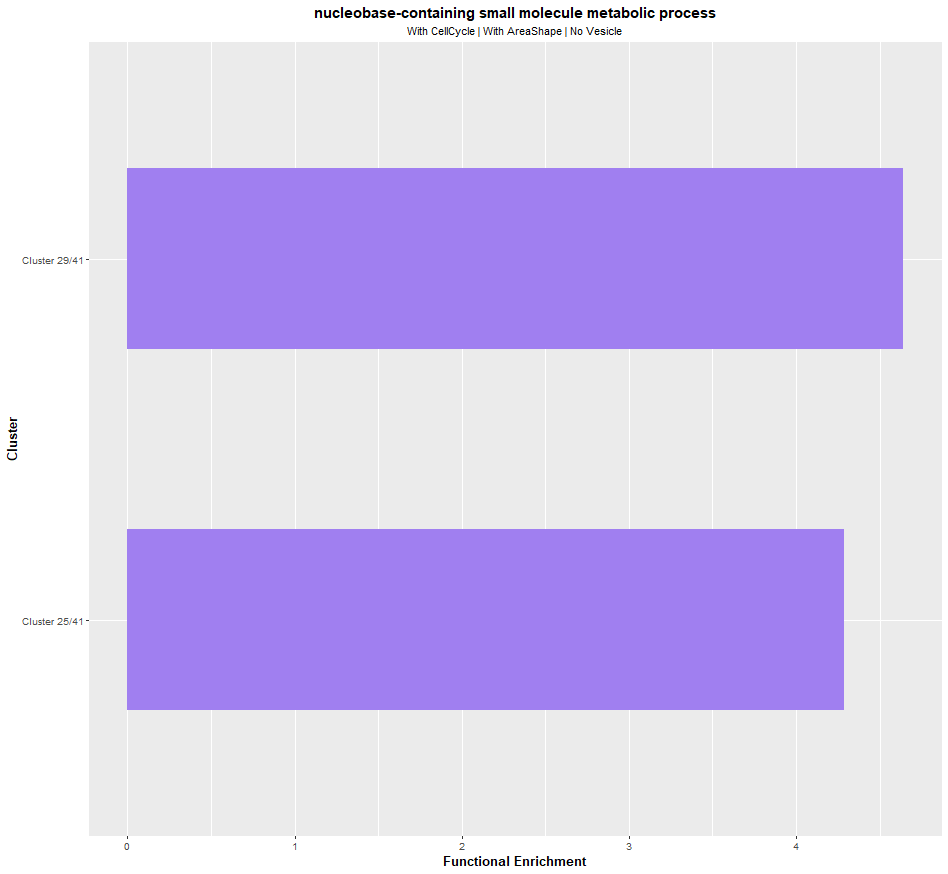 nucleobase-containing small molecule metabolic process
With CellCycle | With AreaShape | No Vesicle
Cluster 29/41
Cluster
Cluster 25/41
0 1 2 3 4
Functional Enrichment